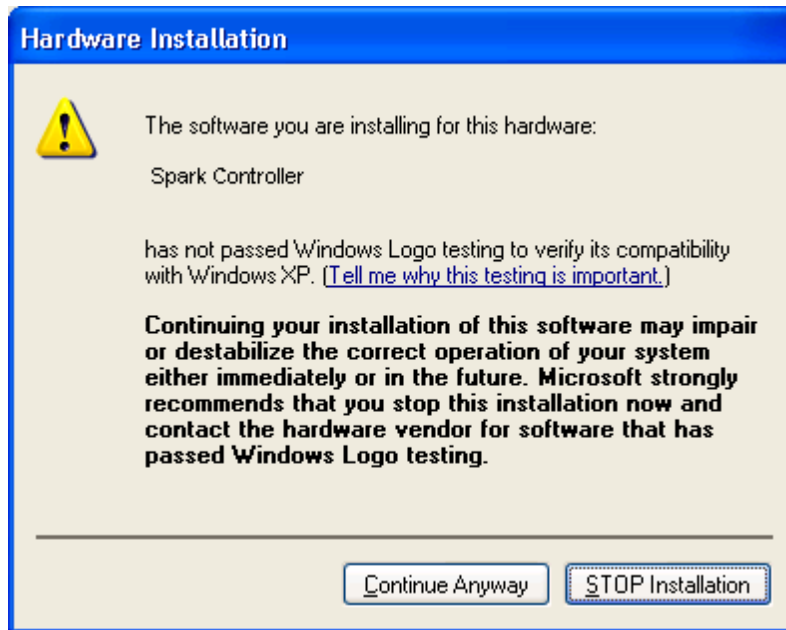 Hardware Installation
The software you are installing for this hardware:
Spark Controller
has not passed Windows Logo testing to verify its compatibility
with Windows XP. (Tell me why this testing is important.)
Continuing your installation of this software may impair
or destabilize the correct operation of your system
either immediately or in the future. Microsoft strongly
recommends that you stop this installation now and
contact the hardware vendor for software that has
passed Windows Logo testing.
Continue Anyway STOP Installation